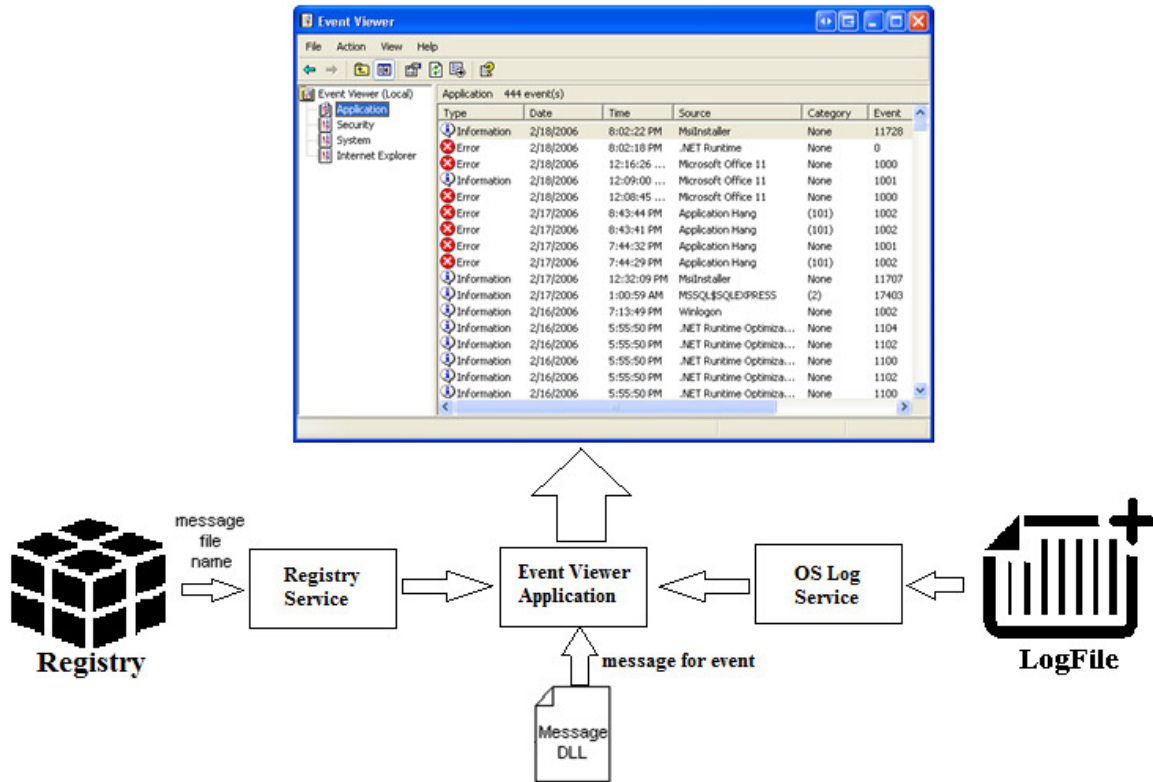 Event Viewer
File Action View Help
Event Viewer (Local)
Application
Security
System
Internet Explorer
Application 444 event(s)
Type Date Time Source Category Event
Information 2/18/2006 8:02:22 PM MsiInstaller None 11728
Error 2/18/2006 8:02:18 PM .NET Runtime None 0
Error 2/18/2006 12:16:26 ... Microsoft Office 11 None 1000
Information 2/18/2006 12:09:00 ... Microsoft Office 11 None 1001
Error 2/18/2006 12:08:45 ... Microsoft Office 11 None 1000
Error 2/17/2006 8:43:44 PM Application Hang (101) 1002
Error 2/17/2006 8:43:41 PM Application Hang (101) 1002
Error 2/17/2006 7:44:32 PM Application Hang None 1001
Error 2/17/2006 7:44:29 PM Application Hang (101) 1002
Information 2/17/2006 12:32:09 PM MsiInstaller None 11707
Information 2/17/2006 1:00:59 AM MSSQL$SQLEXPRESS (2) 17403
Information 2/16/2006 7:13:49 PM Winlogon None 1002
Information 2/16/2006 5:55:50 PM .NET Runtime Optimiza... None 1104
Information 2/16/2006 5:55:50 PM .NET Runtime Optimiza... None 1102
Information 2/16/2006 5:55:50 PM .NET Runtime Optimiza... None 1100
Information 2/16/2006 5:55:50 PM .NET Runtime Optimiza... None 1102
Information 2/16/2006 5:55:50 PM .NET Runtime Optimiza... None 1100
message
file
name
Registry
Service
Event Viewer
Application
OS Log
Service
Registry
message for event
LogFile
Message
DLL